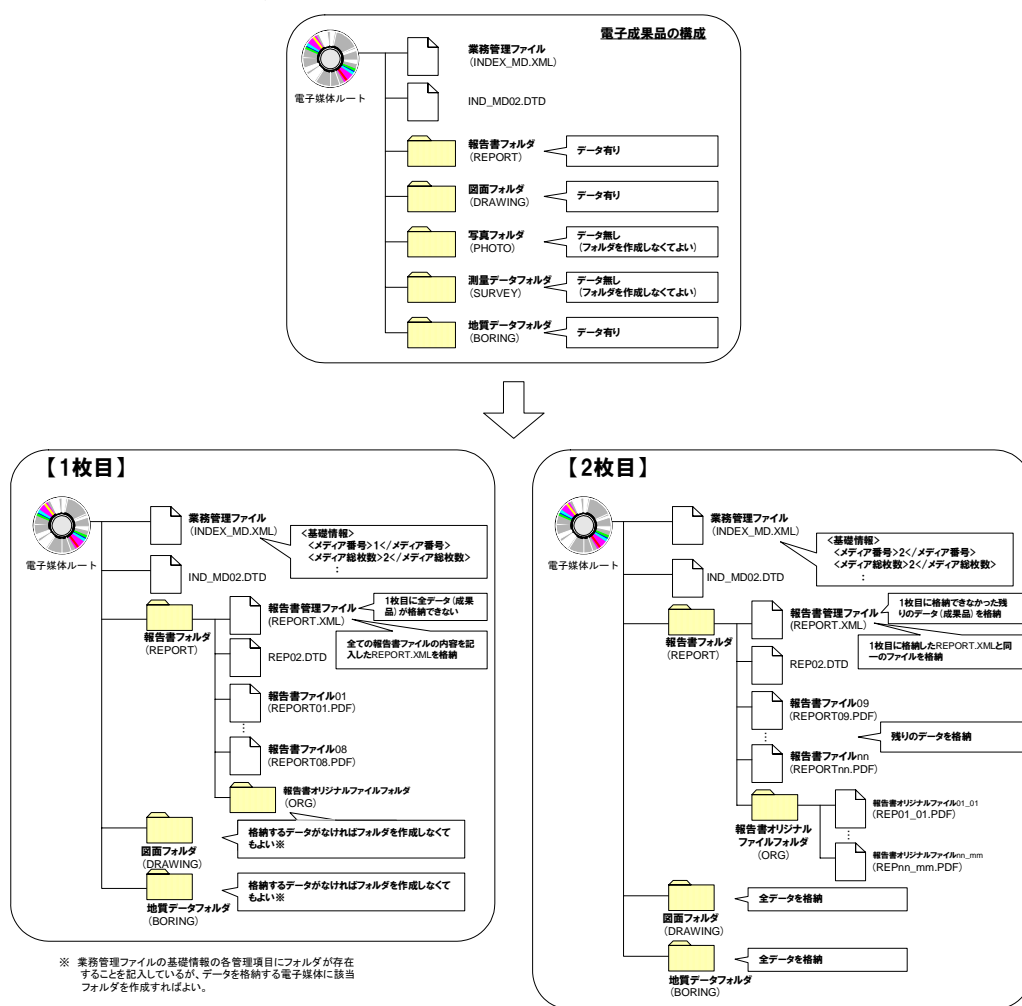 電子成果品の構成
電子媒体ルート
業務管理ファイル
(INDEX_MD.XML)
IND_MD02.DTD
報告書フォルダ
(REPORT)
データ有り
図面フォルダ
(DRAWING)
データ有り
写真フォルダ
(PHOTO)
データ無し
(フォルダを作成しなくてよい)
測量データフォルダ
(SURVEY)
データ無し
(フォルダを作成しなくてよい)
地質データフォルダ
(BORING)
データ有り
【1枚目】
電子媒体ルート
業務管理ファイル
(INDEX_MD.XML)
<基礎情報>
<メディア番号>1</メディア番号>
<メディア総枚数>2</メディア総枚数>
:
IND_MD02.DTD
報告書フォルダ
(REPORT)
報告書管理ファイル
(REPORT.XML)
1枚目に全データ(成果
品)が格納できない
全ての報告書ファイルの内容を記
入したREPORT.XMLを格納
REP02.DTD
報告書ファイル01
(REPORT01.PDF)
⋮
報告書ファイル08
(REPORT08.PDF)
報告書オリジナルファイルフォルダ
(ORG)
図面フォルダ
(DRAWING)
格納するデータがなければフォルダを作成しなくて
もよい※
地質データフォルダ
(BORING)
格納するデータがなければフォルダを作成しなくて
もよい※
※ 業務管理ファイルの基礎情報の各管理項目にフォルダが存在
することを記入しているが、データを格納する電子媒体に該当
フォルダを作成すればよい。
【2枚目】
電子媒体ルート
業務管理ファイル
(INDEX_MD.XML)
<基礎情報>
<メディア番号>2</メディア番号>
<メディア総枚数>2</メディア総枚数>
:
IND_MD02.DTD
報告書フォルダ
(REPORT)
報告書管理ファイル
(REPORT.XML)
1枚目に格納できなかった残
りのデータ(成果品)を格納
1枚目に格納したREPORT.XMLと同
一のファイルを格納
REP02.DTD
報告書ファイル09
(REPORT09.PDF)
⋮
残りのデータを格納
報告書ファイルnn
(REPORTnn.PDF)
報告書オリジナル
ファイルフォルダ
(ORG)
報告書オリジナルファイル01_01
(REP01_01.PDF)
⋮
報告書オリジナルファイルnn_mm
(REPnn_mm.PDF)
図面フォルダ
(DRAWING)
全データを格納
地質データフォルダ
(BORING)
全データを格納